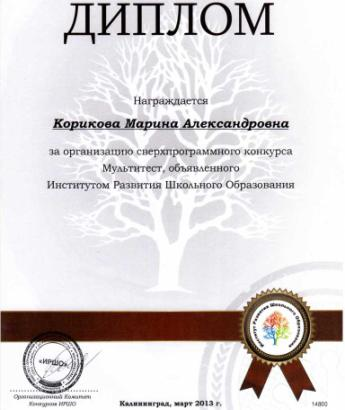 ДИПЛОМ
Награждается
Корикова Марина Александровна
за организацию сверхпрограммного конкурса
Мультитест, объявленного
Институтом Развития Школьного Образования
«ИРШО»
Институт Развития Школьного Образования
Организационный Комитет
Конкурсов ИРШО
Калининград, март 2013 г.
14800